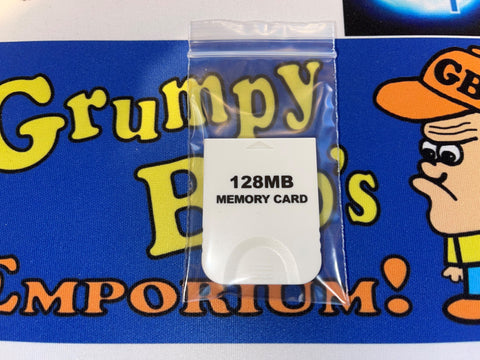 Grumpy
B 's
128MB
MEMORY CARD
EMPORIUM!
GB